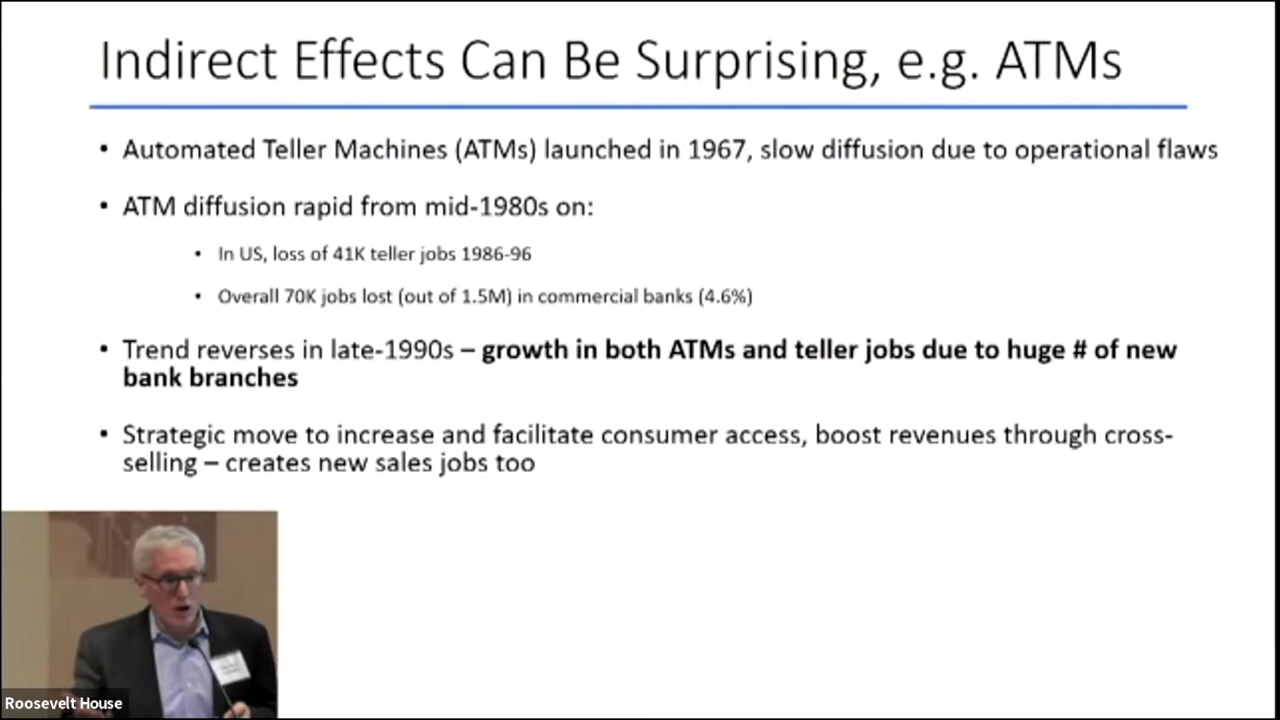 Indirect Effects Can Be Surprising, e.g. ATMs
• Automated Teller Machines (ATMs) launched in 1967, slow diffusion due to operational flaws
• ATM diffusion rapid from mid-1980s on:
• In US, loss of 41K teller jobs 1986-96
• Overall 70K jobs lost (out of 1.5M) in commercial banks (4.6%)
• Trend reverses in late-1990s – growth in both ATMs and teller jobs due to huge # of new
bank branches
• Strategic move to increase and facilitate consumer access, boost revenues through cross-
selling – creates new sales jobs too
Roosevelt House